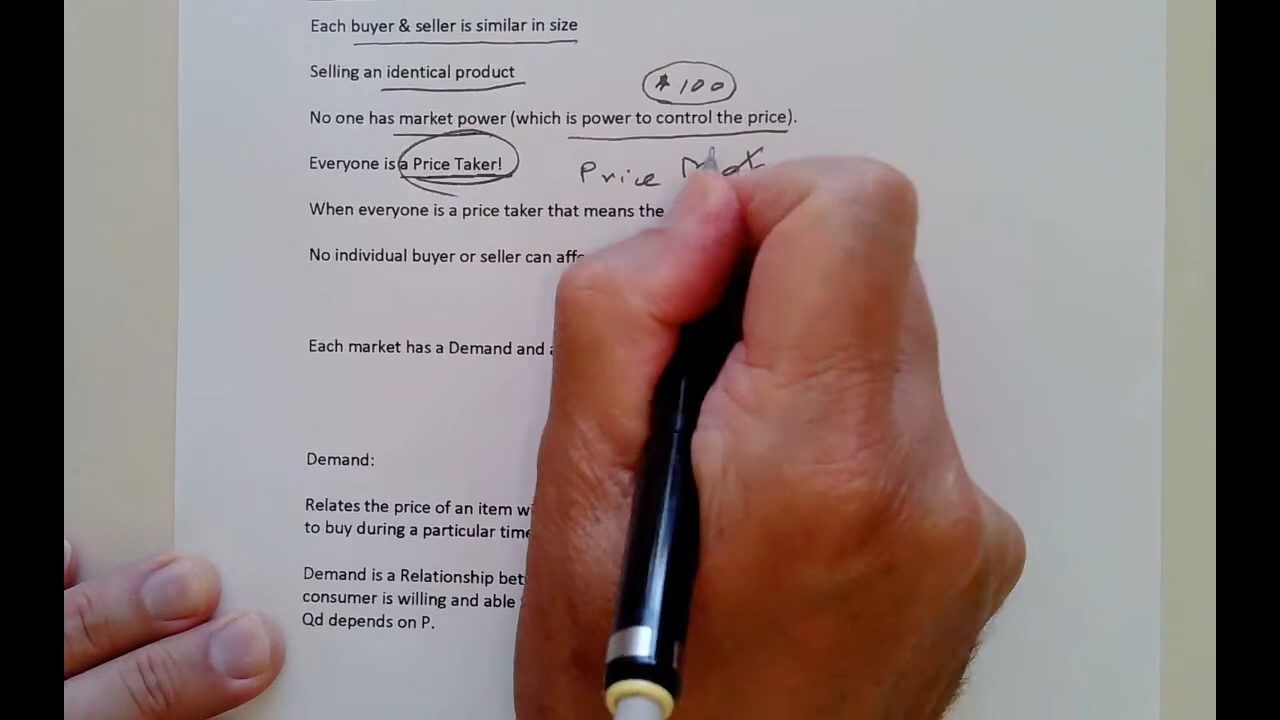 Each buyer & seller is similar in size
Selling an identical product
$100
No one has market power (which is power to control the price).
Everyone is a Price Taker! Price
When everyone is a price taker that means the
No individual buyer or seller can
Each market has a Demand and
Demand:
Relates the price of an item
to buy during a particular time
Demand is a Relationship
consumer is willing and able
Qd depends on P.